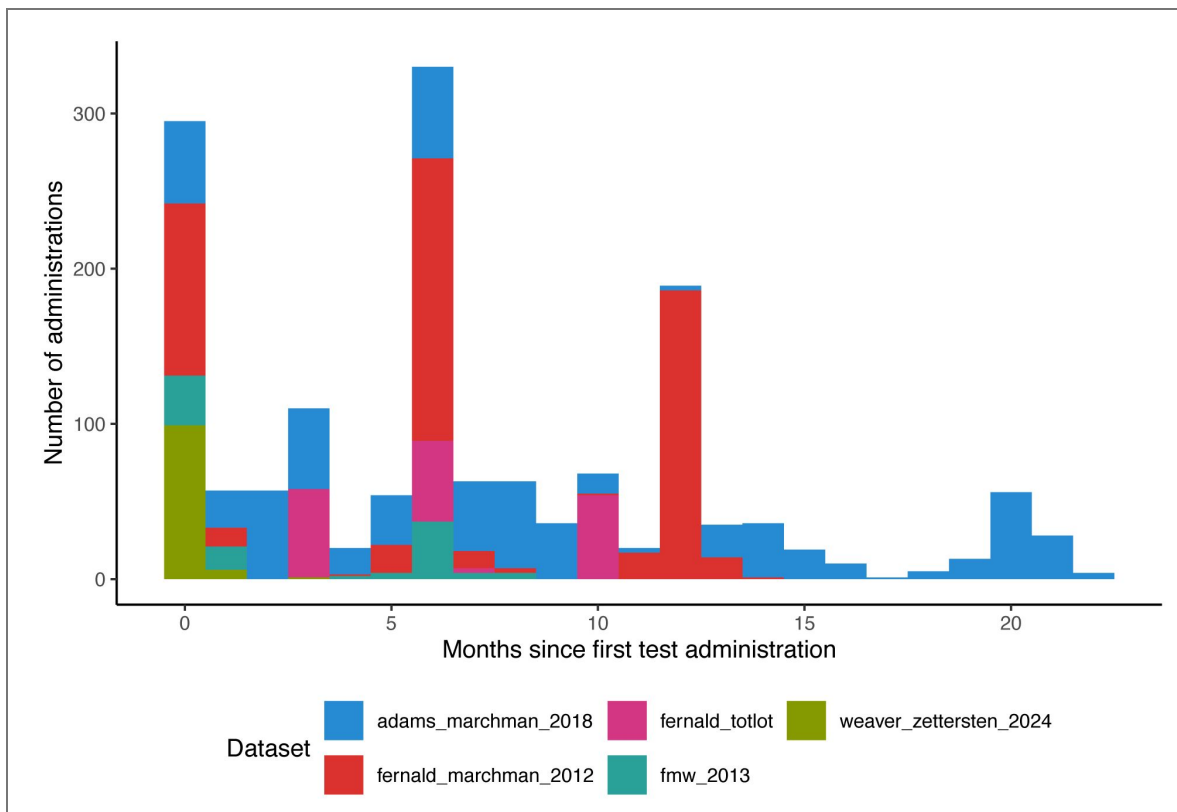 300
200
100
0
Number of administrations
0 5 10 15 20
Months since first test administration
Dataset
adams_marchman_2018 fernald_totlot weaver_zettersten_2024
fernald_marchman_2012 fmw_2013